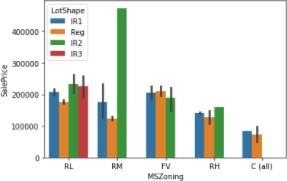 LotShape
IR1
Reg
IR2
IR3
400000
300000
200000
100000
0
SalePrice
RL RM FV RH C (all)
MSZoning